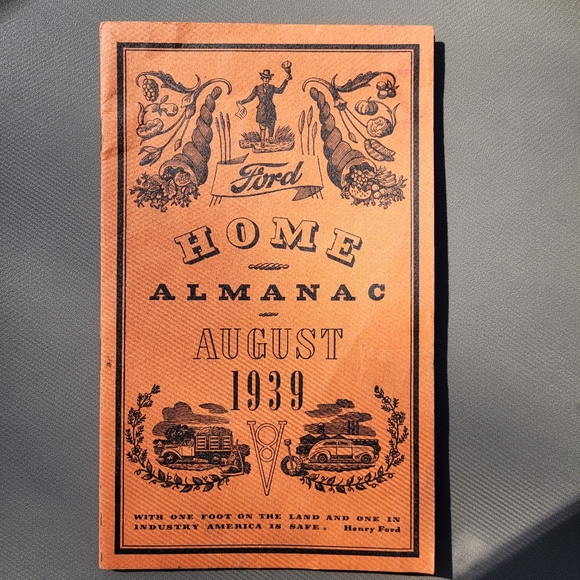 Ford
HOME
ALMANAC
AUGUST
1939
V8
WITH ONE FOOT ON THE LAND AND ONE IN
INDUSTRY AMERICA IS SAFE. Henry Ford